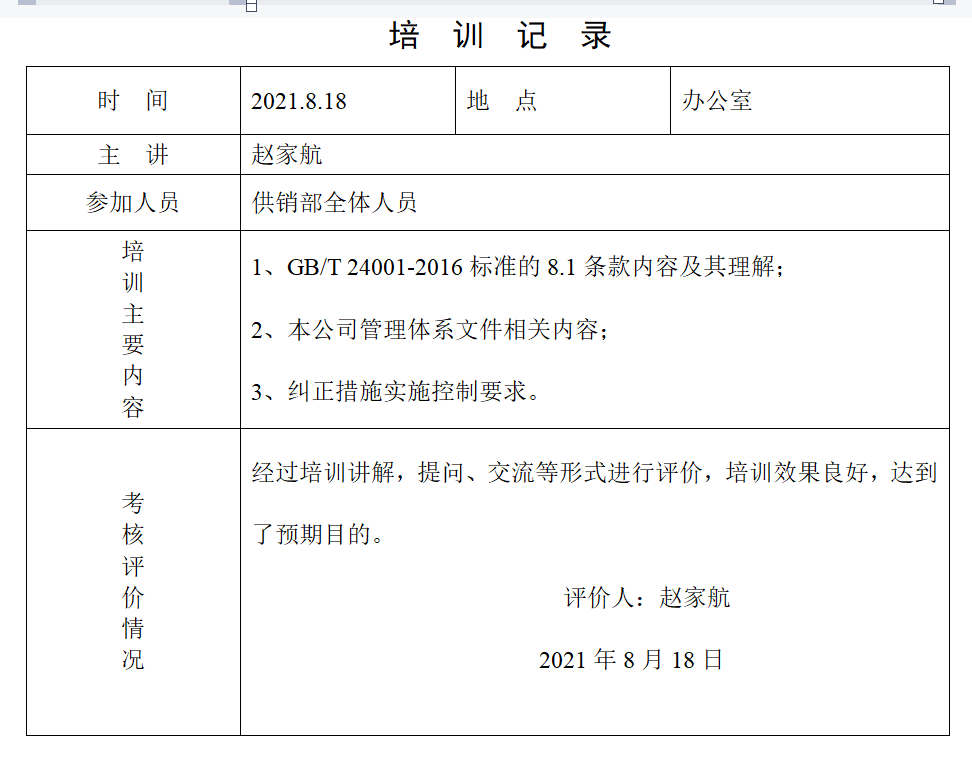 培 训 记 录
时 间 2021.8.18 地 点 办公室
主 讲 赵家航
参加人员 供销部全体人员
培训主要内容
1、GB/T 24001-2016 标准的 8.1 条款内容及其理解；
2、本公司管理体系文件相关内容；
3、纠正措施实施控制要求。
考核评价情况
经过培训讲解，提问、交流等形式进行评价，培训效果良好，达到
了预期目的。
评价人：赵家航
2021 年 8 月 18 日